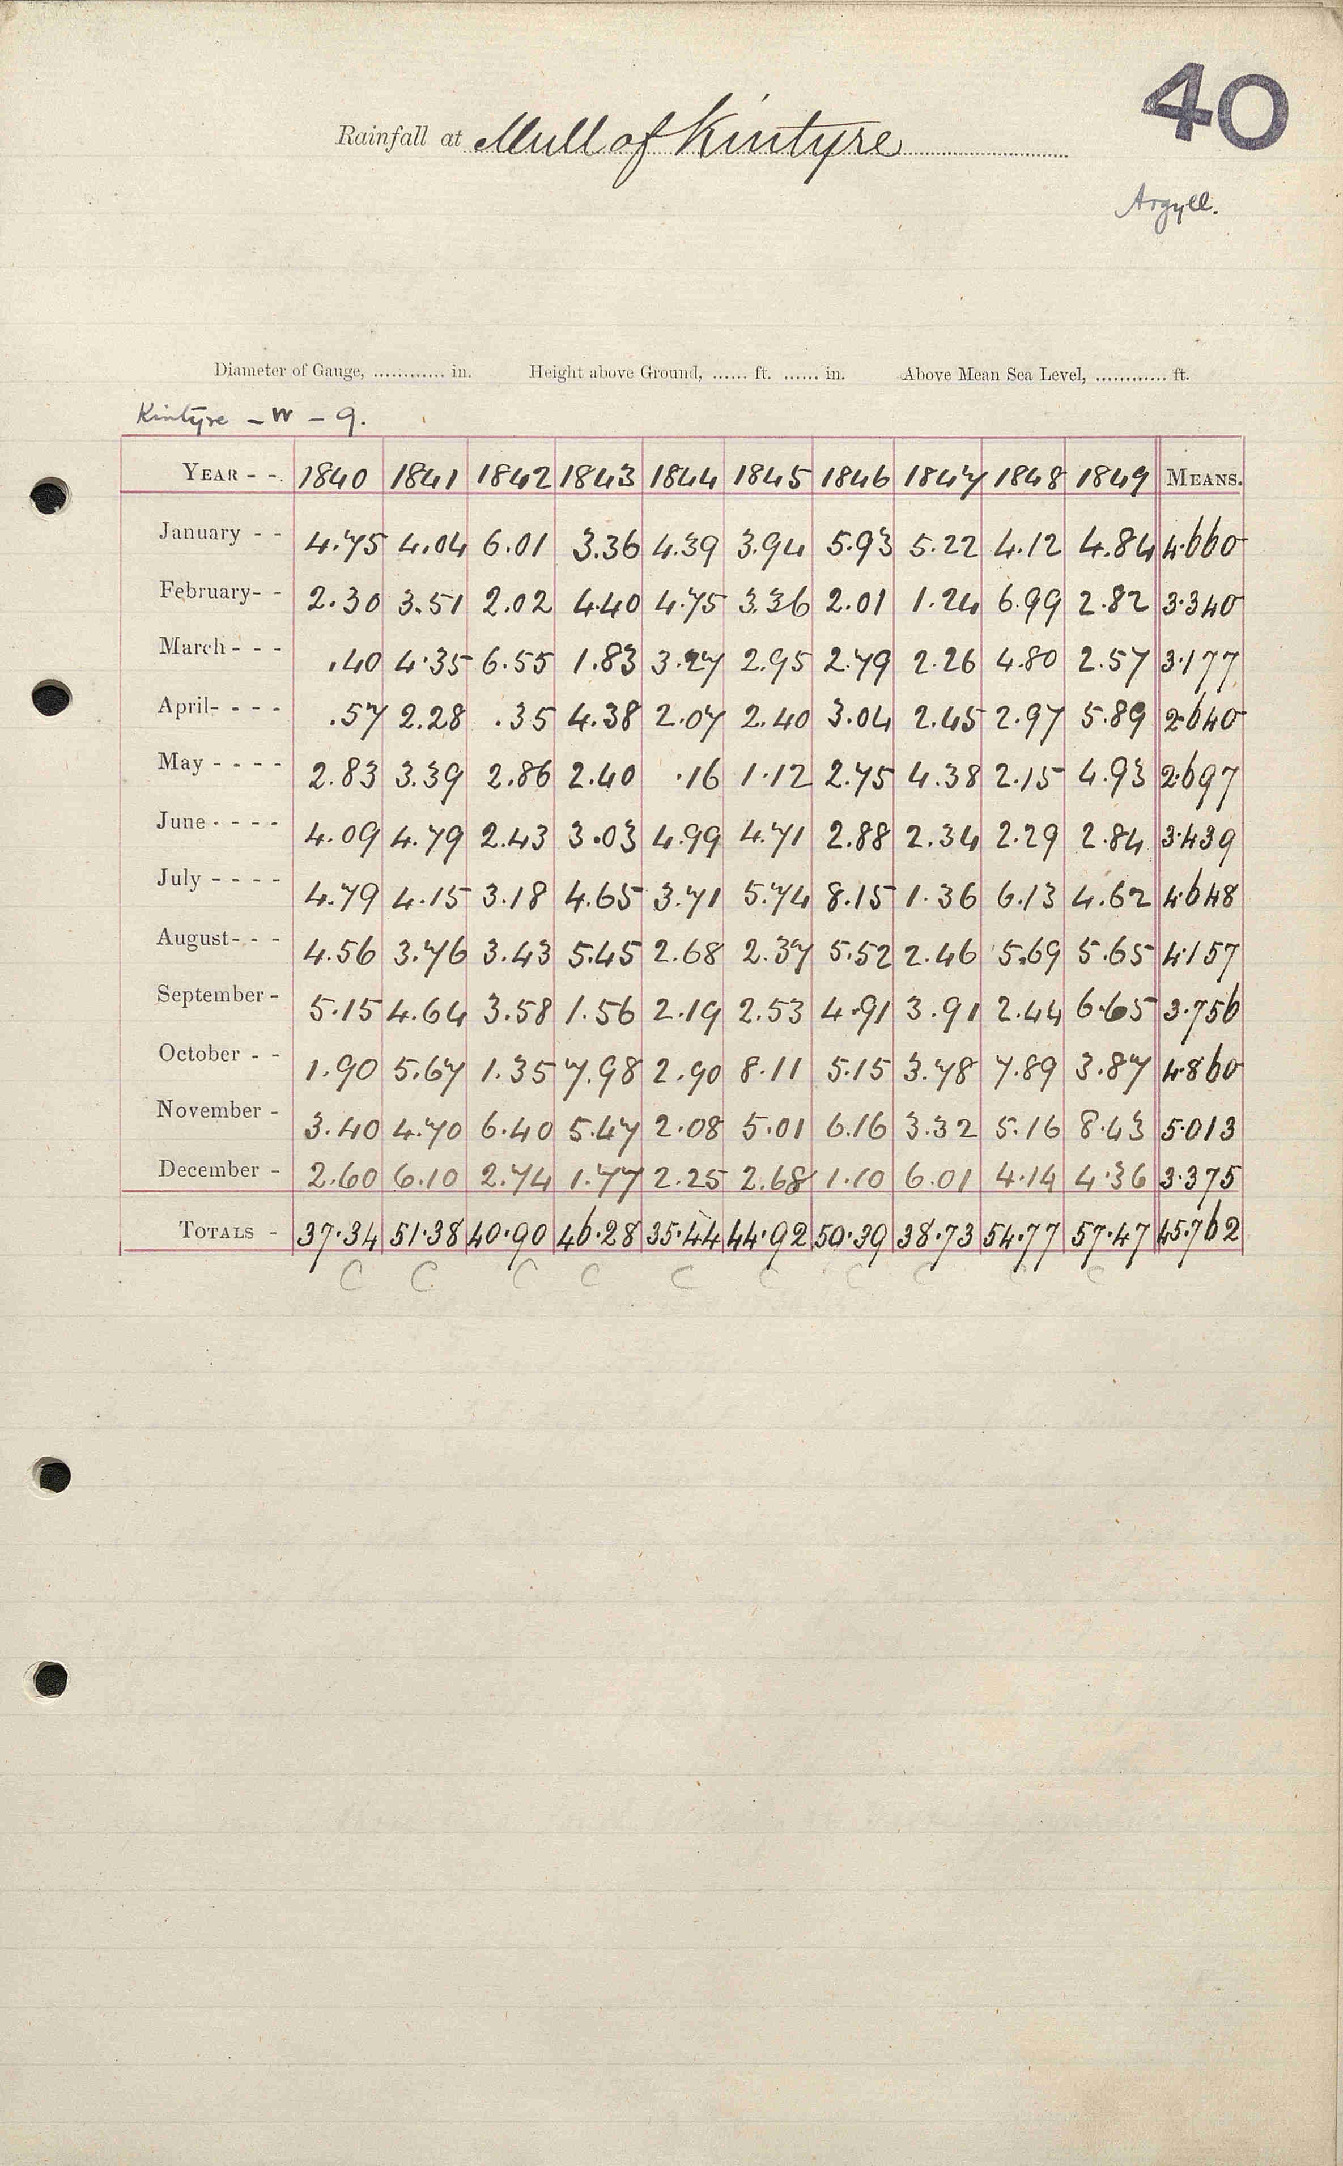 40
Rainfall at Mull of Kintyre
Argyll.
Diameter of Gauge, ............ in. Height above Ground, ...... ft. ...... in. Above Mean Sea Level, ............ ft.
Kintyre - W - 9.
YEAR - - 1840 1841 1842 1843 1844 1845 1846 1847 1848 1849 MEANS.
January - - 4.75 4.04 6.01 3.36 4.39 3.94 5.93 5.22 4.12 4.84 4.660
February- - 2.30 3.51 2.02 4.40 4.75 3.36 2.01 1.24 6.99 2.82 3.340
March - - - .40 4.35 6.55 1.83 3.27 2.95 2.79 2.26 4.80 2.57 3.177
April- - - - .57 2.28 .35 4.38 2.07 2.40 3.04 2.45 2.97 5.89 2.640
May - - - - 2.83 3.39 2.86 2.40 .16 1.12 2.75 4.38 2.15 4.93 2.697
June - - - - 4.09 4.79 2.43 3.03 4.99 4.71 2.88 2.34 2.29 2.84 3.439
July - - - - 4.79 4.15 3.18 4.65 3.71 5.74 8.15 1.36 6.13 4.62 4.648
August- - - 4.56 3.76 3.43 5.45 2.68 2.37 5.52 2.46 5.69 5.65 4.157
September - 5.15 4.64 3.58 1.56 2.19 2.53 4.91 3.91 2.44 6.65 3.756
October - - 1.90 5.67 1.35 7.98 2.90 8.11 5.15 3.78 7.89 3.87 4.860
November - 3.40 4.70 6.40 5.47 2.08 5.01 6.16 3.32 5.16 8.43 5.013
December - 2.60 6.10 2.74 1.77 2.25 2.68 1.10 6.01 4.14 4.36 3.375
TOTALS - 37.34 51.38 40.90 46.28 35.44 44.92 50.39 38.73 54.77 57.47 45.762
C C C C C C C C C C